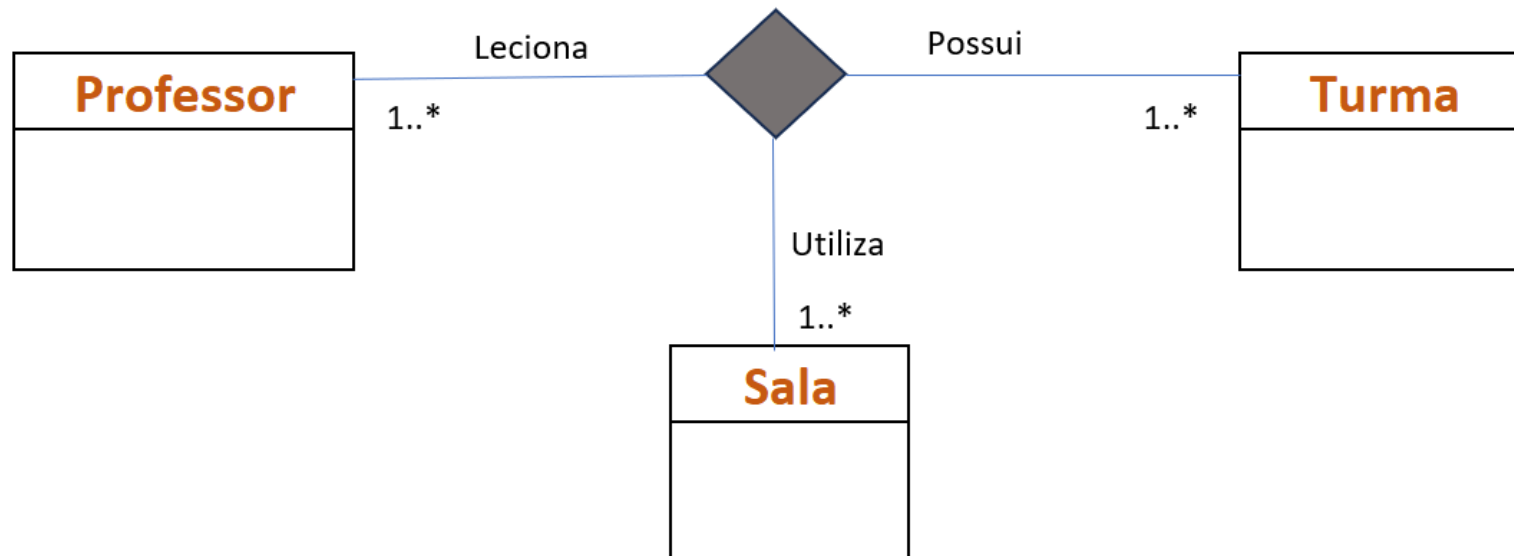 Leciona
Possui
Professor
Turma
1..*
1..*
Utiliza
1..*
Sala